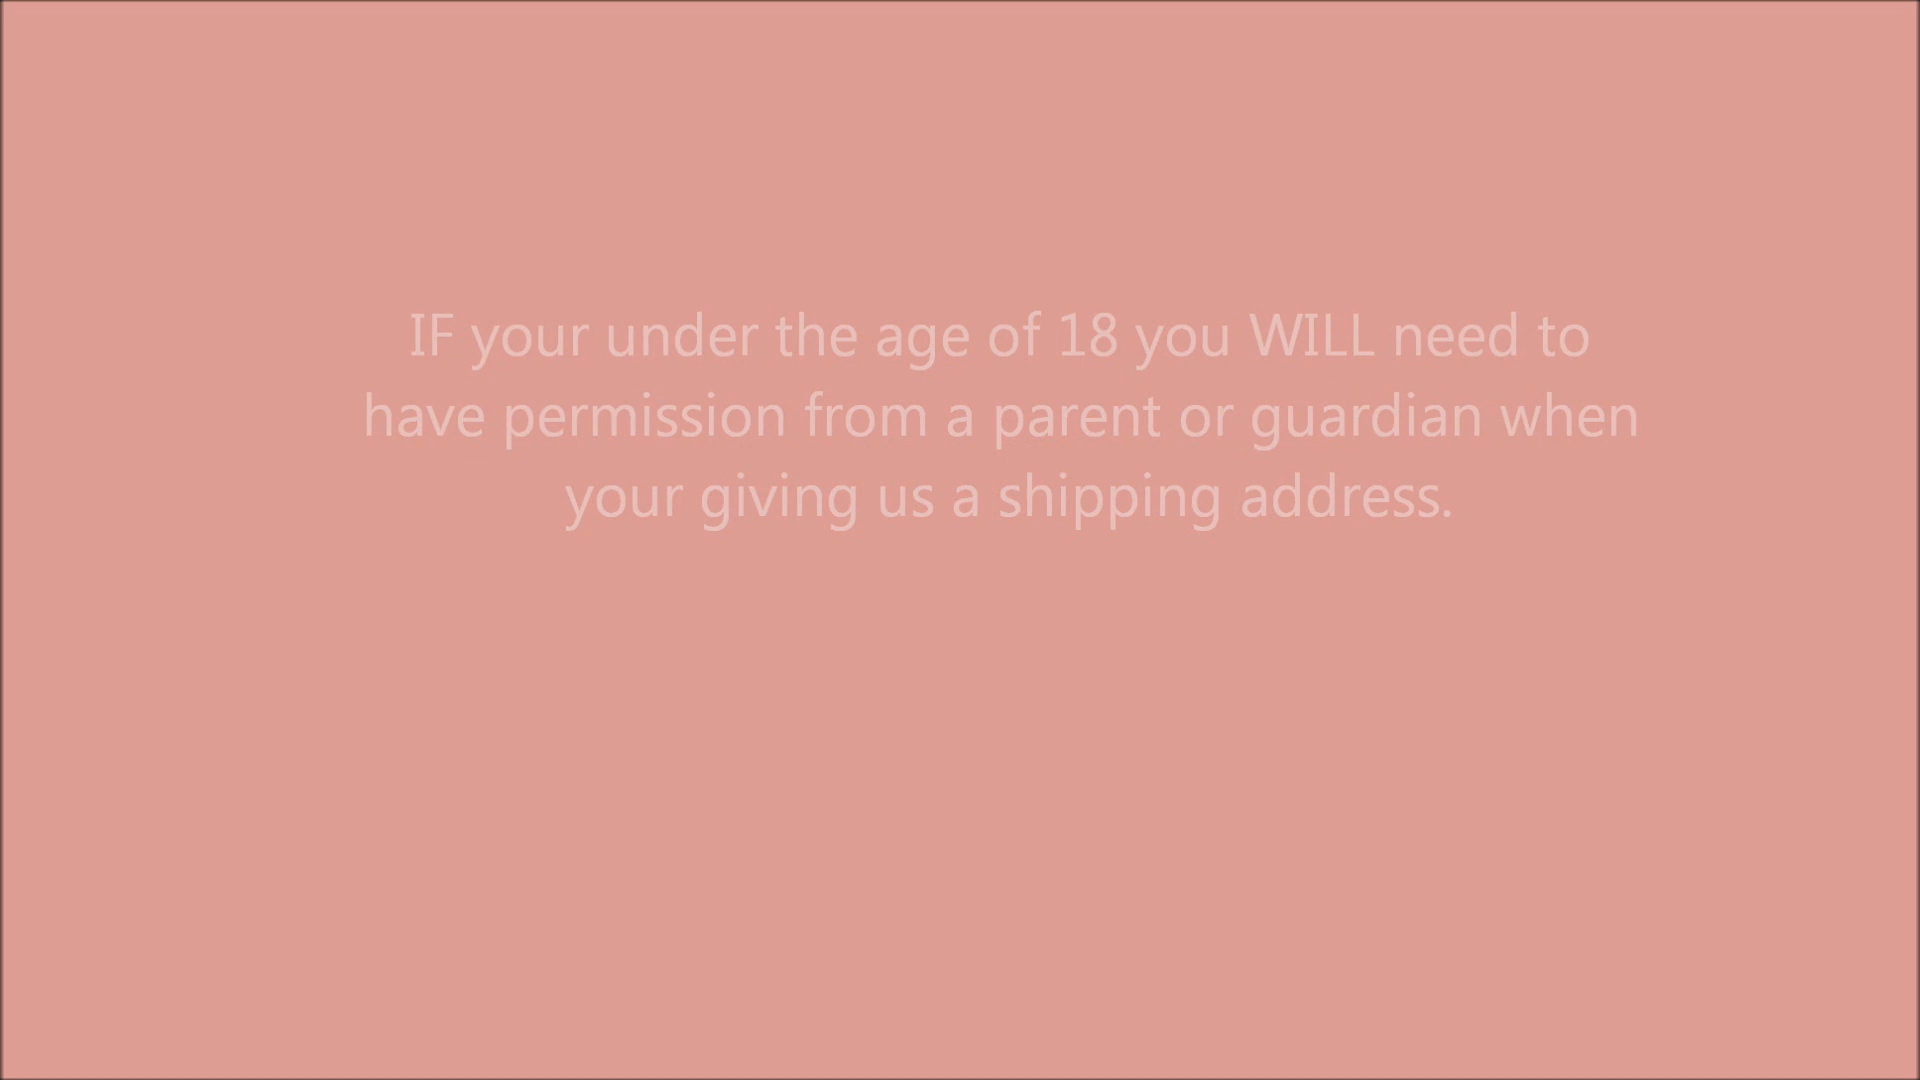 IF your under the age of 18 you WILL need to
have permission from a parent or guardian when
your giving us a shipping address.